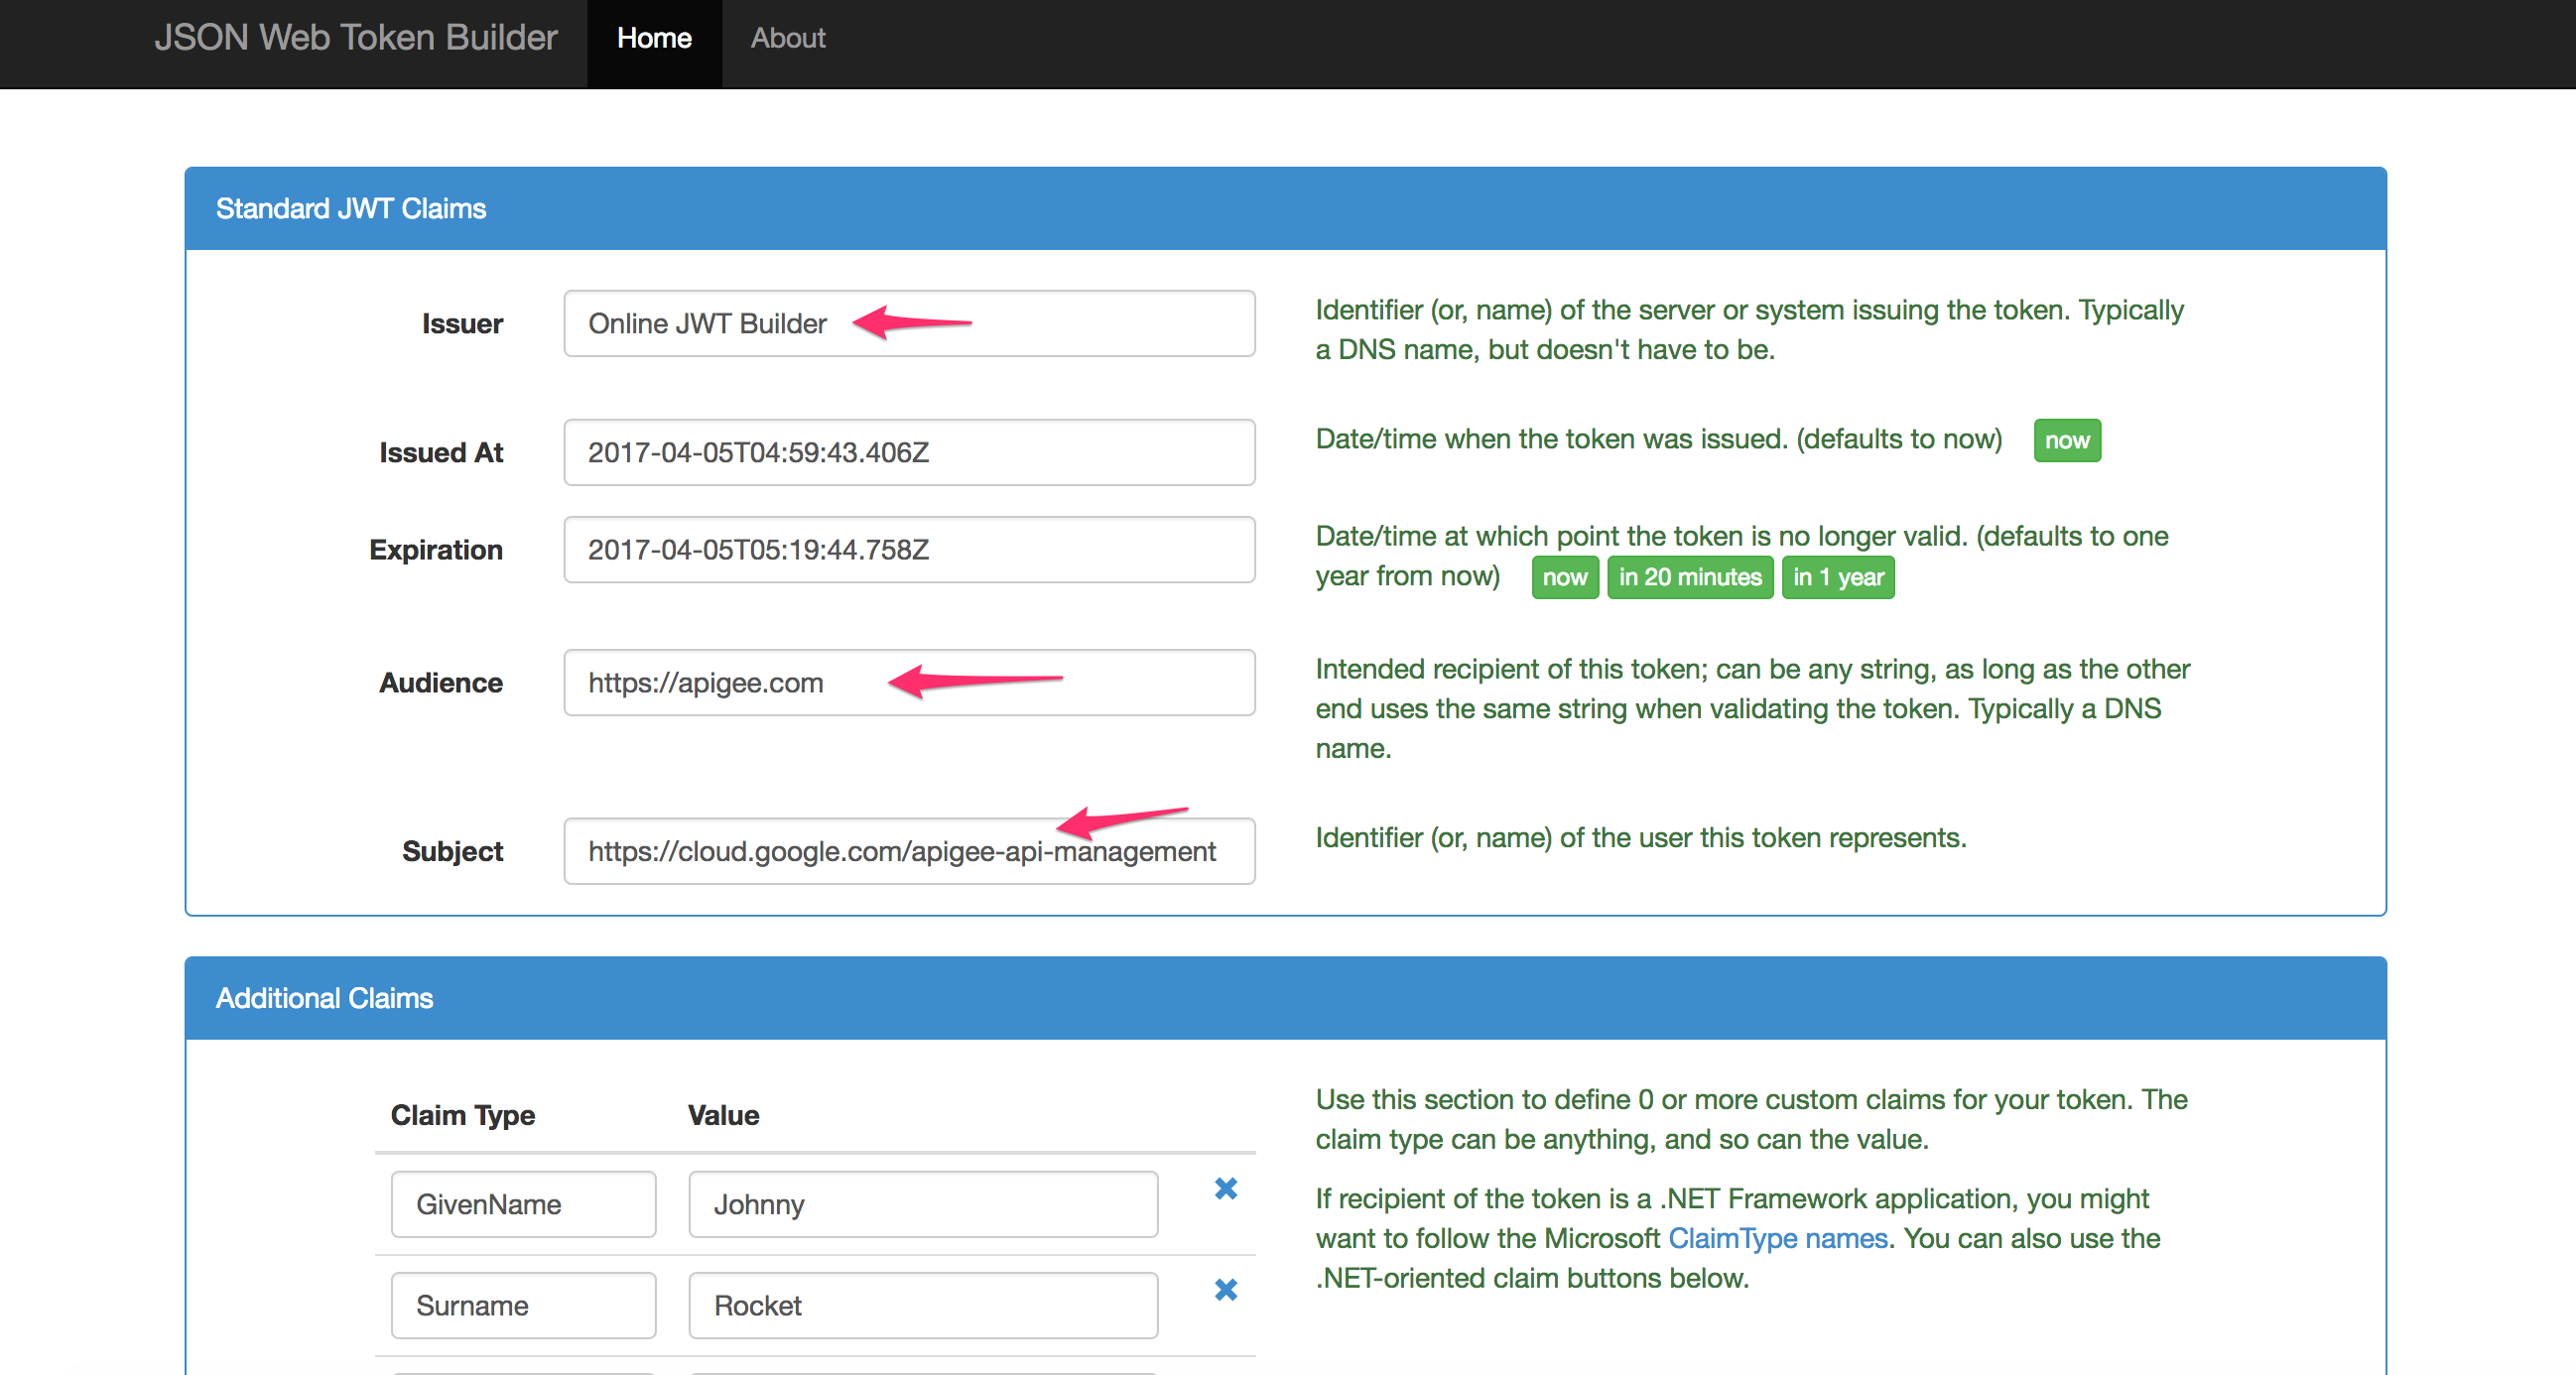 JSON Web Token Builder Home About
Standard JWT Claims
Issuer Online JWT Builder
Identifier (or, name) of the server or system issuing the token. Typically
a DNS name, but doesn't have to be.
Issued At 2017-04-05T04:59:43.406Z
Date/time when the token was issued. (defaults to now) now
Expiration 2017-04-05T05:19:44.758Z
Date/time at which point the token is no longer valid. (defaults to one
year from now) now in 20 minutes in 1 year
Audience https://apigee.com
Intended recipient of this token; can be any string, as long as the other
end uses the same string when validating the token. Typically a DNS
name.
Subject https://cloud.google.com/apigee-api-management
Identifier (or, name) of the user this token represents.
Additional Claims
Claim Type Value
GivenName Johnny
Surname Rocket
Use this section to define 0 or more custom claims for your token. The
claim type can be anything, and so can the value.
If recipient of the token is a .NET Framework application, you might
want to follow the Microsoft ClaimType names. You can also use the
.NET-oriented claim buttons below.